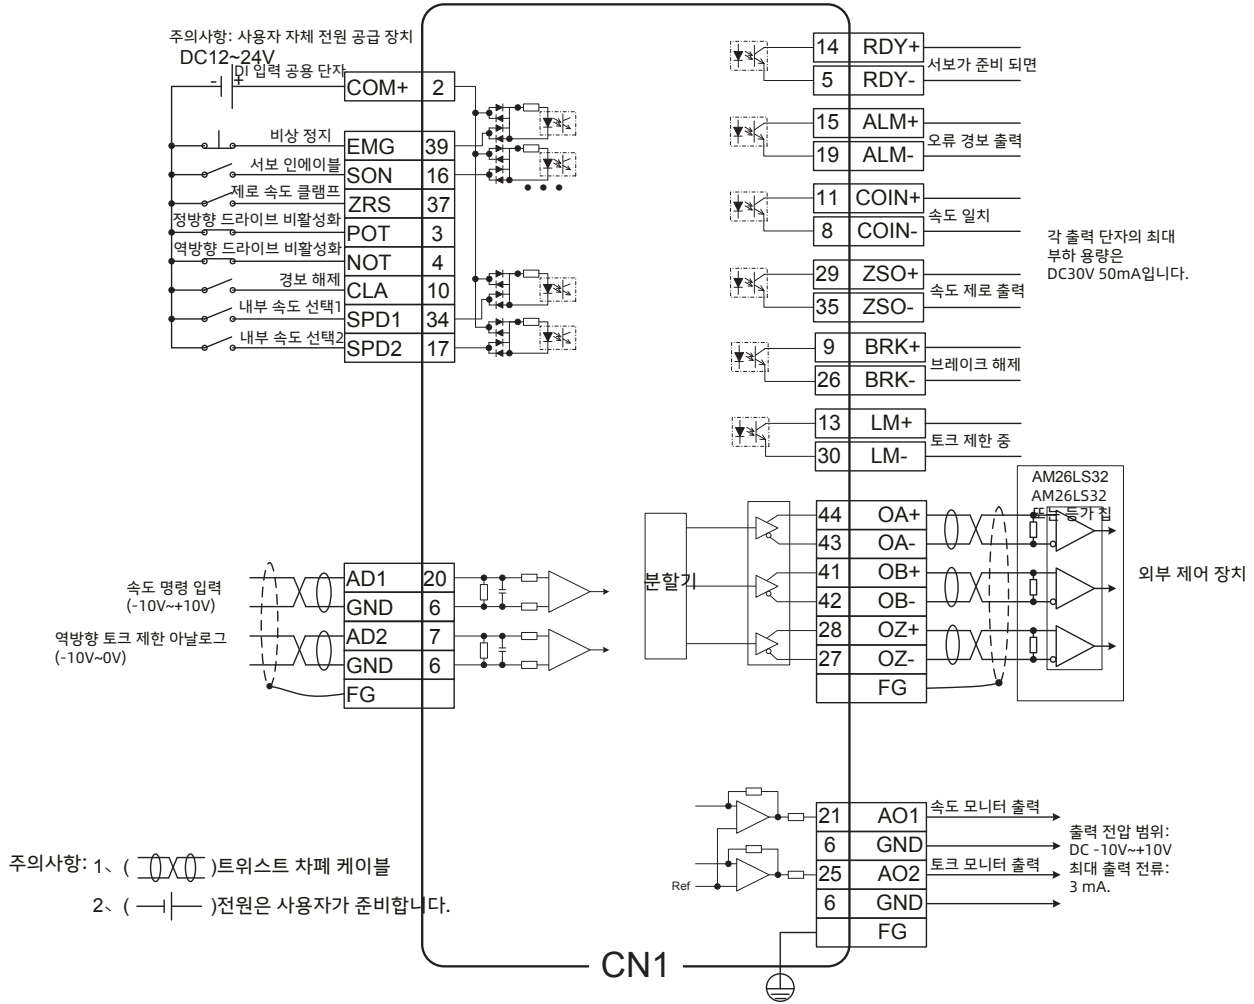 주의사항: 사용자 자체 전원 공급 장치
DC12~24V
DI 입력 공용 단자
- +
COM+ 2
비상 정지 EMG 39
서보 인에이블 SON 16
제로 속도 클램프 ZRS 37
정방향 드라이브 비활성화 POT 3
역방향 드라이브 비활성화 NOT 4
경보 해제 CLA 10
내부 속도 선택1 SPD1 34
내부 속도 선택2 SPD2 17
14 RDY+
서보가 준비 되면
5 RDY-
15 ALM+
오류 경보 출력
19 ALM-
11 COIN+
속도 일치
8 COIN-
29 ZSO+
속도 제로 출력
35 ZSO-
9 BRK+
브레이크 해제
26 BRK-
13 LM+
토크 제한 중
30 LM-
각 출력 단자의 최대
부하 용량은
DC30V 50mA입니다.
속도 명령 입력
(-10V~+10V)
역방향 토크 제한 아날로그
(-10V~0V)
AD1 20
GND 6
AD2 7
GND 6
FG
분할기
44 OA+
43 OA-
41 OB+
42 OB-
28 OZ+
27 OZ-
FG
AM26LS32
AM26LS32
또는 등가 칩
외부 제어 장치
Ref
21 AO1 속도 모니터 출력
6 GND
25 AO2 토크 모니터 출력
6 GND
FG
출력 전압 범위:
DC -10V~+10V
최대 출력 전류:
3 mA.
주의사항: 1、( )트위스트 차폐 케이블
2、( )전원은 사용자가 준비합니다.
CN1